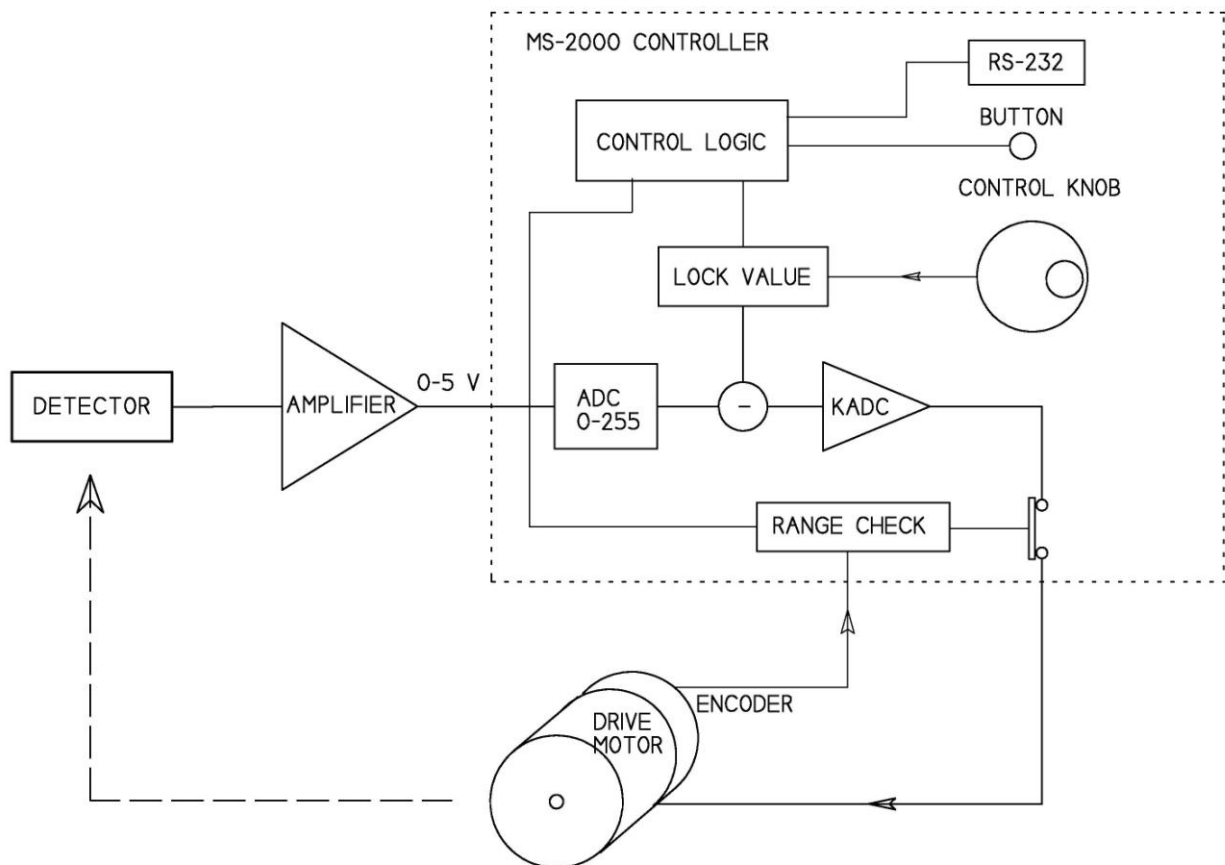 MS-2000 CONTROLLER
RS-232
BUTTON
CONTROL LOGIC
CONTROL KNOB
LOCK VALUE
0-5 V
DETECTOR
AMPLIFIER
ADC
0-255
-
KADC
RANGE CHECK
ENCODER
DRIVE
MOTOR